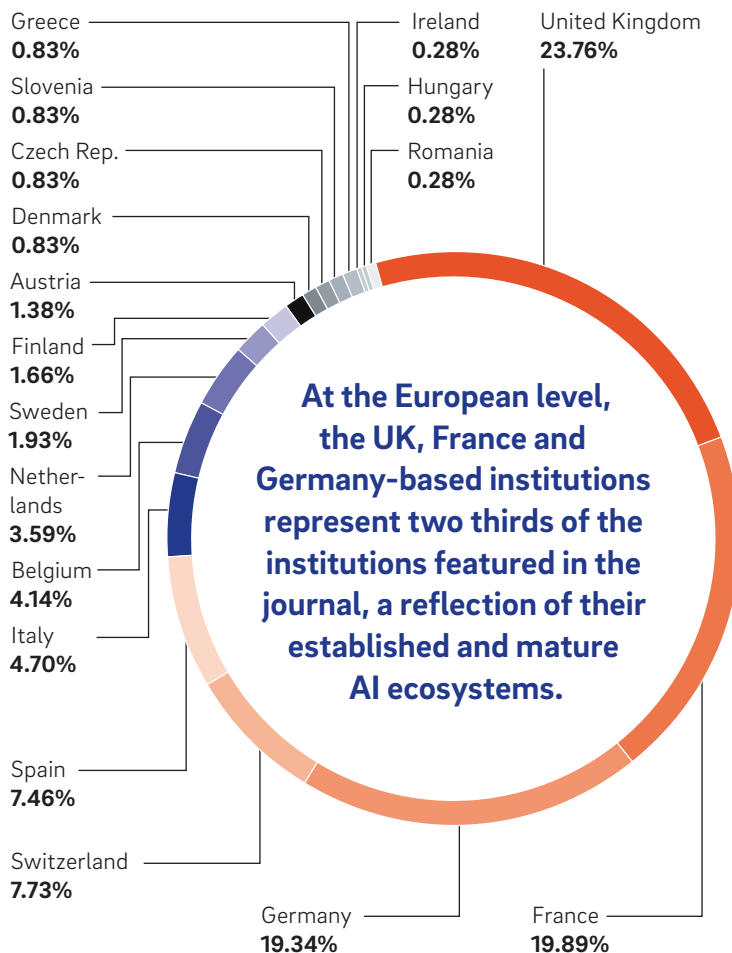 Greece
0.83%
Slovenia
0.83%
Czech Rep.
0.83%
Denmark
0.83%
Austria
1.38%
Finland
1.66%
Sweden
1.93%
Nether-
lands
3.59%
Belgium
4.14%
Italy
4.70%
Spain
7.46%
Switzerland
7.73%
Germany
19.34%
France
19.89%
Ireland
0.28%
Hungary
0.28%
Romania
0.28%
United Kingdom
23.76%
At the European level,
the UK, France and
Germany-based institutions
represent two thirds of the
institutions featured in the
journal, a reflection of their
established and mature
AI ecosystems.